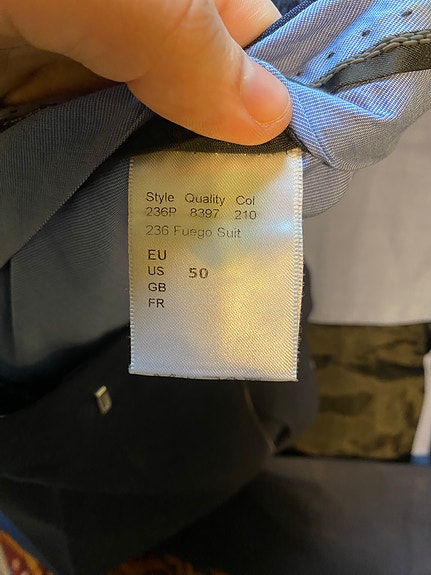 Style Quality Col
236P 8397 210
236 Fuego Suit
EU
US 50
GB
FR